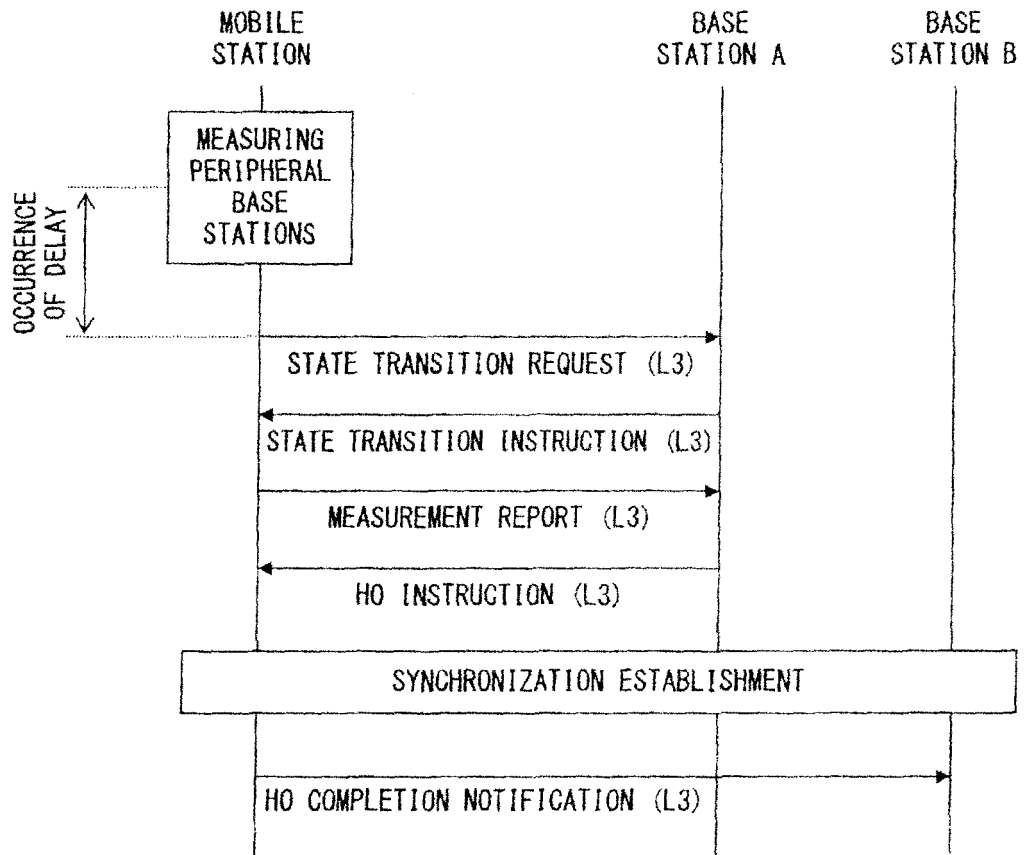 MOBILE
STATION
BASE
STATION A
BASE
STATION B
MEASURING
PERIPHERAL
BASE
STATIONS
OCCURRENCE
OF DELAY
STATE TRANSITION REQUEST (L3)
STATE TRANSITION INSTRUCTION (L3)
MEASUREMENT REPORT (L3)
HO INSTRUCTION (L3)
SYNCHRONIZATION ESTABLISHMENT
HO COMPLETION NOTIFICATION (L3)